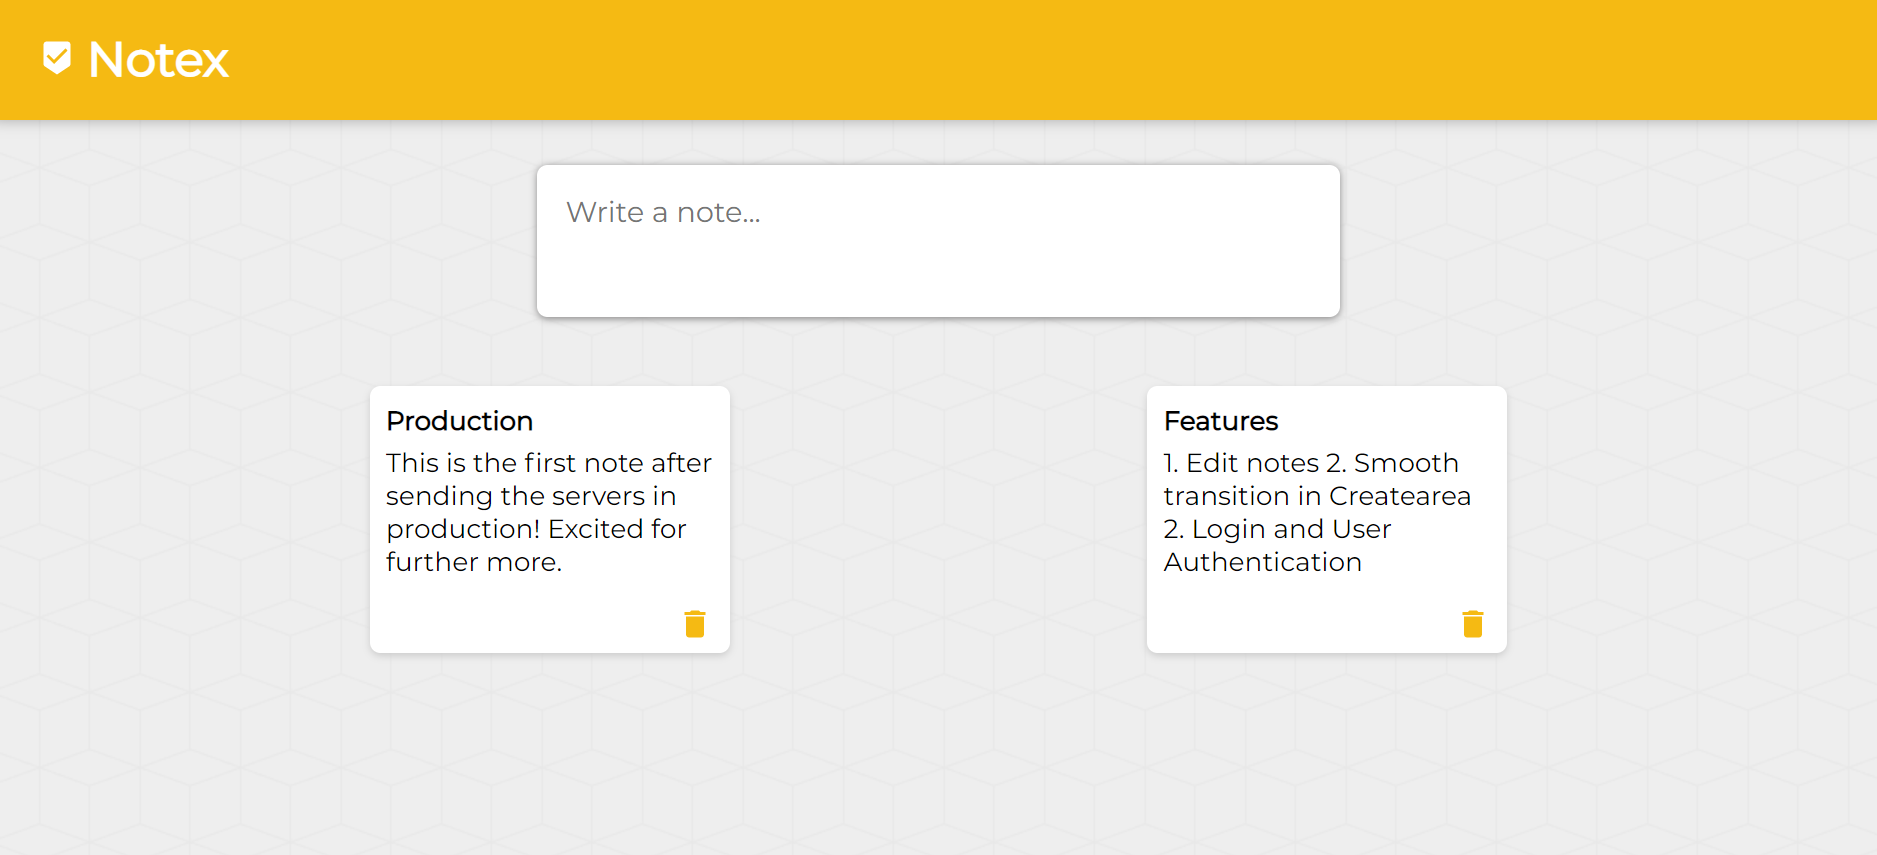 Notex
Write a note...
Production
This is the first note after
sending the servers in
production! Excited for
further more.
Features
1. Edit notes 2. Smooth
transition in Createarea
2. Login and User
Authentication